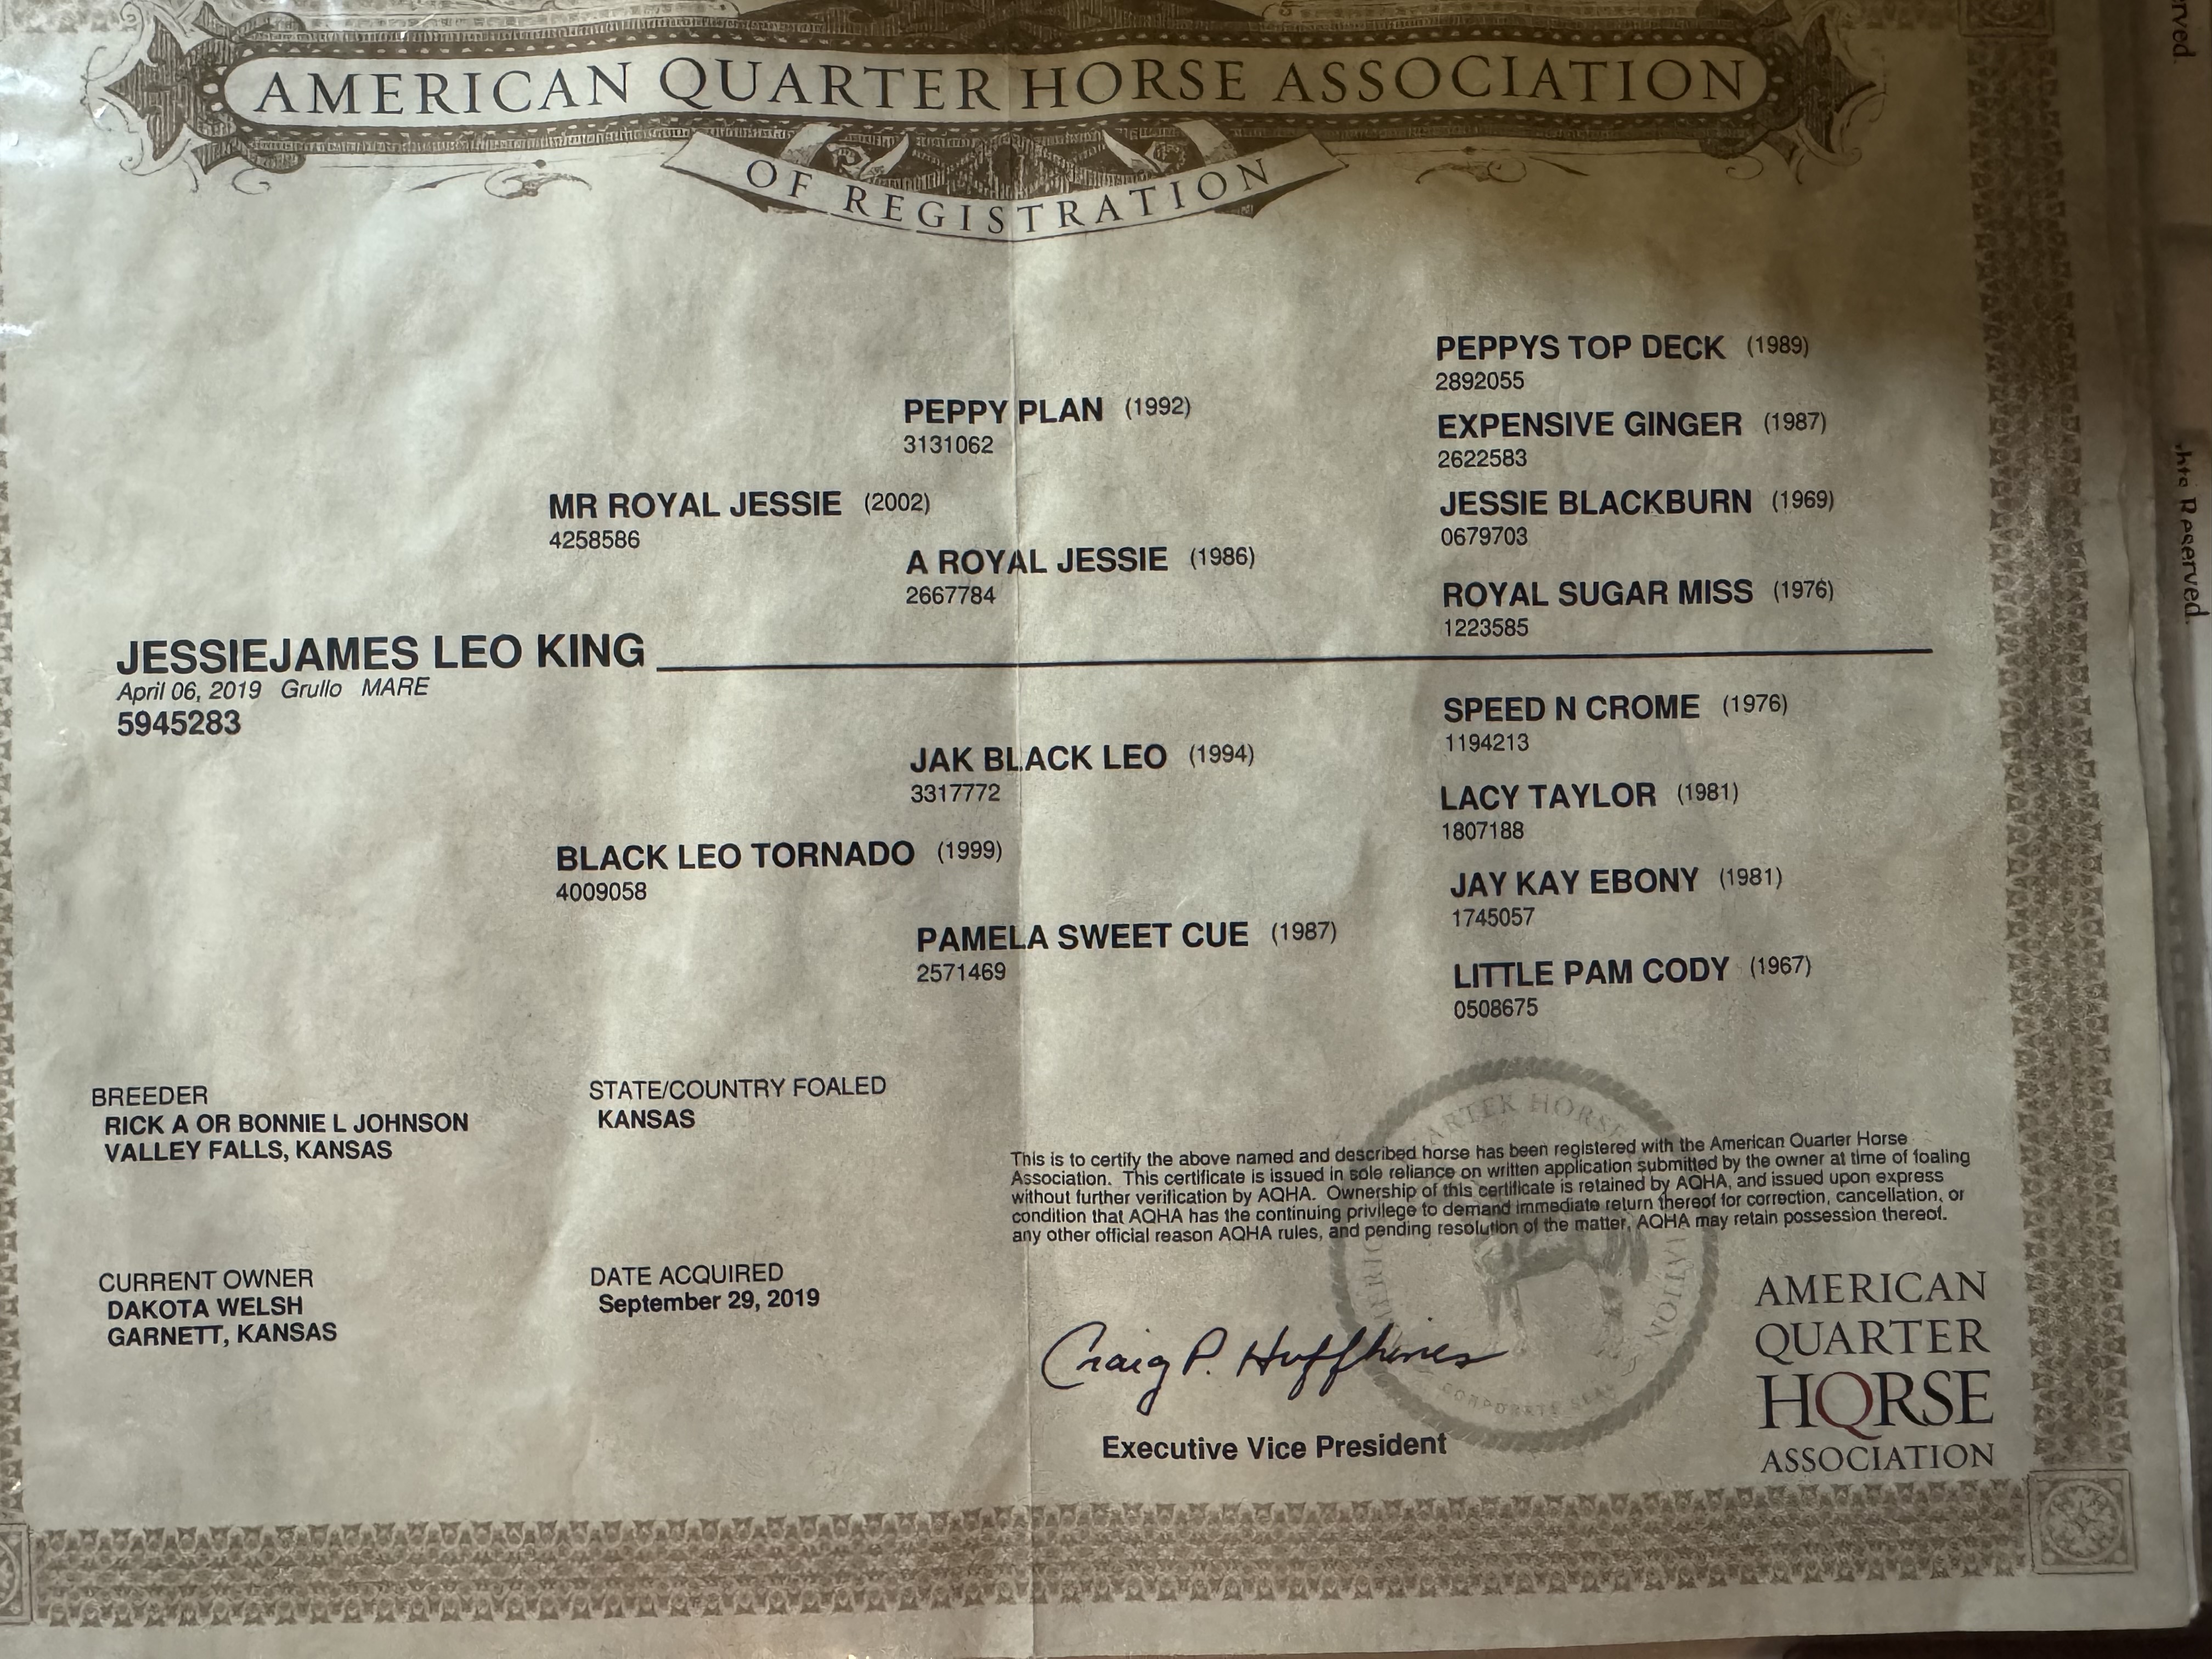 AMERICAN QUARTER HORSE ASSOCIATION
OF REGISTRATION
PEPPYS TOP DECK (1989)
2892055
PEPPY PLAN (1992)
3131062
EXPENSIVE GINGER (1987)
2622583
MR ROYAL JESSIE (2002)
4258586
JESSIE BLACKBURN (1969)
0679703
A ROYAL JESSIE (1986)
2667784
ROYAL SUGAR MISS (1976)
1223585
JESSIEJAMES LEO KING
April 06, 2019 Grullo MARE
5945283
SPEED N CROME (1976)
1194213
JAK BLACK LEO (1994)
3317772
LACY TAYLOR (1981)
1807188
BLACK LEO TORNADO (1999)
4009058
JAY KAY EBONY (1981)
1745057
PAMELA SWEET CUE (1987)
2571469
LITTLE PAM CODY (1967)
0508675
BREEDER
RICK A OR BONNIE L JOHNSON
VALLEY FALLS, KANSAS
STATE/COUNTRY FOALED
KANSAS
This is to certify the above named and described horse has been registered with the American Quarter Horse
Association. This certificate is issued in sole reliance on written application submitted by the owner at time of foaling
without further verification by AQHA. Ownership of this certificate is retained by AQHA, and issued upon express
condition that AQHA has the continuing privilege to demand immediate return thereof for correction, cancellation, or
any other official reason AQHA rules, and pending resolution of the matter, AQHA may retain possession thereof.
CURRENT OWNER
DAKOTA WELSH
GARNETT, KANSAS
DATE ACQUIRED
September 29, 2019
Craig P. Huffhines
Executive Vice President
CORPORATE SEAL
AMERICAN
QUARTER
HORSE
ASSOCIATION
erved.
hts Reserved.